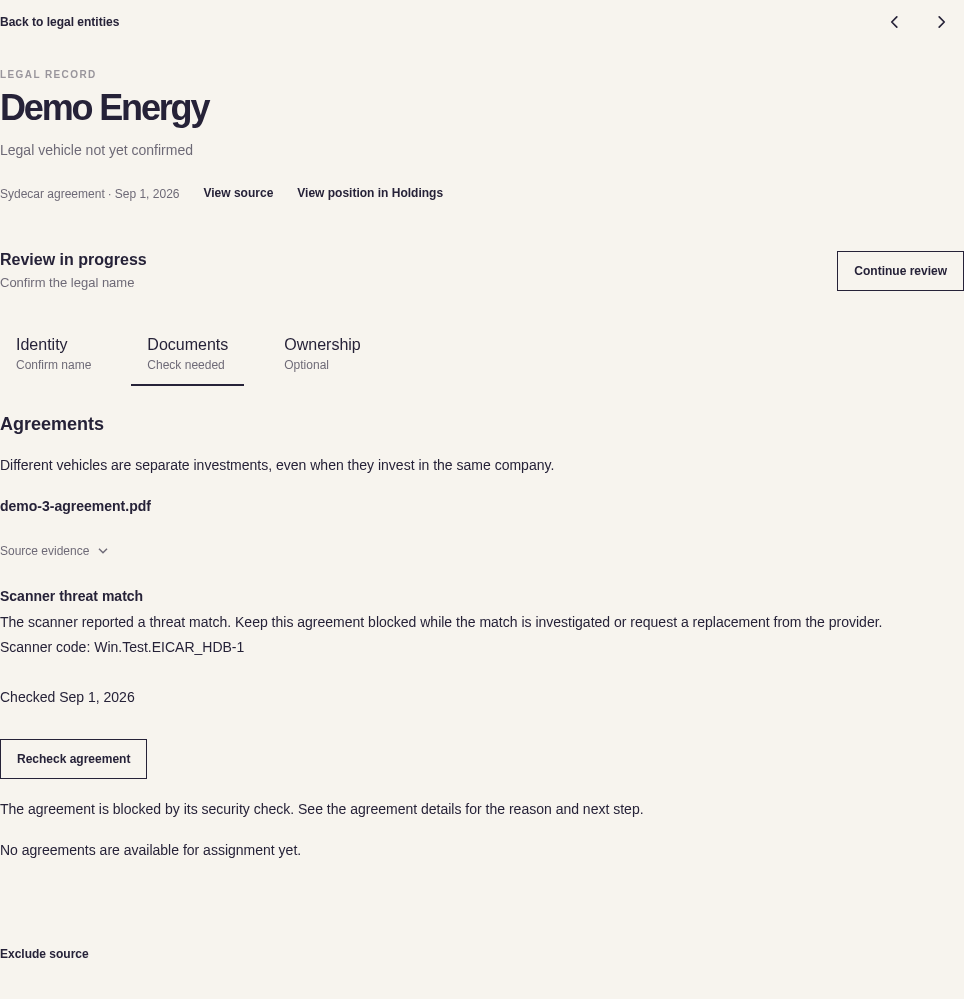 Back to legal entities
LEGAL RECORD
Demo Energy
Legal vehicle not yet confirmed
Sydecar agreement · Sep 1, 2026 View source View position in Holdings
Review in progress
Confirm the legal name
Continue review
Identity Documents Ownership
Confirm name Check needed Optional
Agreements
Different vehicles are separate investments, even when they invest in the same company.
demo-3-agreement.pdf
Source evidence
Scanner threat match
The scanner reported a threat match. Keep this agreement blocked while the match is investigated or request a replacement from the provider.
Scanner code: Win.Test.EICAR_HDB-1
Checked Sep 1, 2026
Recheck agreement
The agreement is blocked by its security check. See the agreement details for the reason and next step.
No agreements are available for assignment yet.
Exclude source